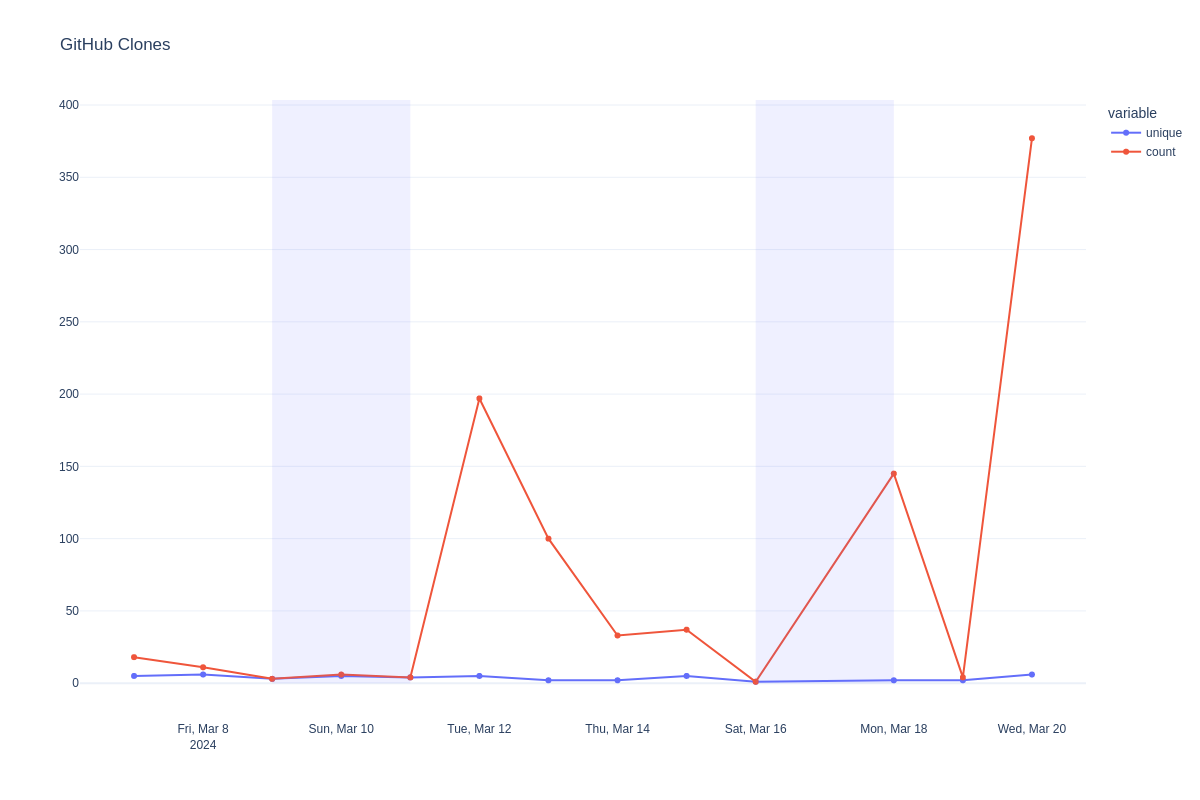 GitHub Clones
400
350
300
250
200
150
100
50
0
Fri, Mar 8
2024
Sun, Mar 10
Tue, Mar 12
Thu, Mar 14
Sat, Mar 16
Mon, Mar 18
Wed, Mar 20
variable
unique
count